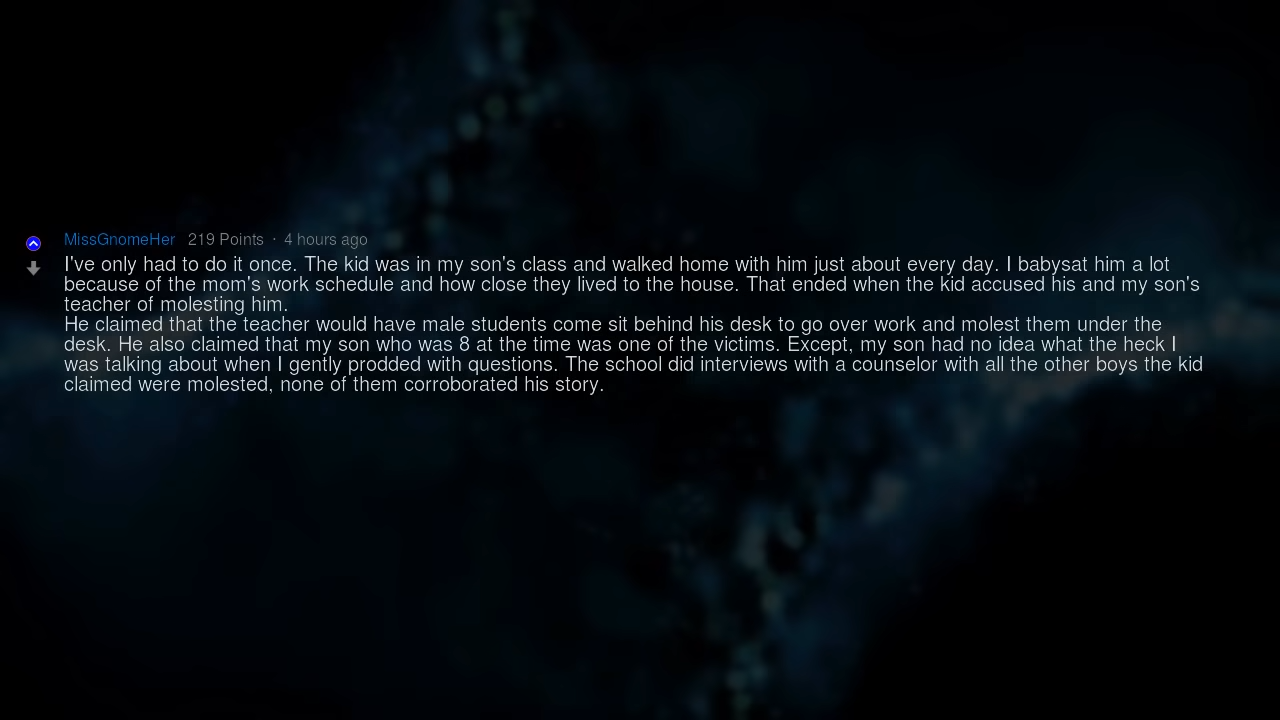 MissGnomeHer 219 Points · 4 hours ago
I've only had to do it once. The kid was in my son's class and walked home with him just about every day. I babysat him a lot
because of the mom's work schedule and how close they lived to the house. That ended when the kid accused his and my son's
teacher of molesting him.
He claimed that the teacher would have male students come sit behind his desk to go over work and molest them under the
desk. He also claimed that my son who was 8 at the time was one of the victims. Except, my son had no idea what the heck I
was talking about when I gently prodded with questions. The school did interviews with a counselor with all the other boys the kid
claimed were molested, none of them corroborated his story.